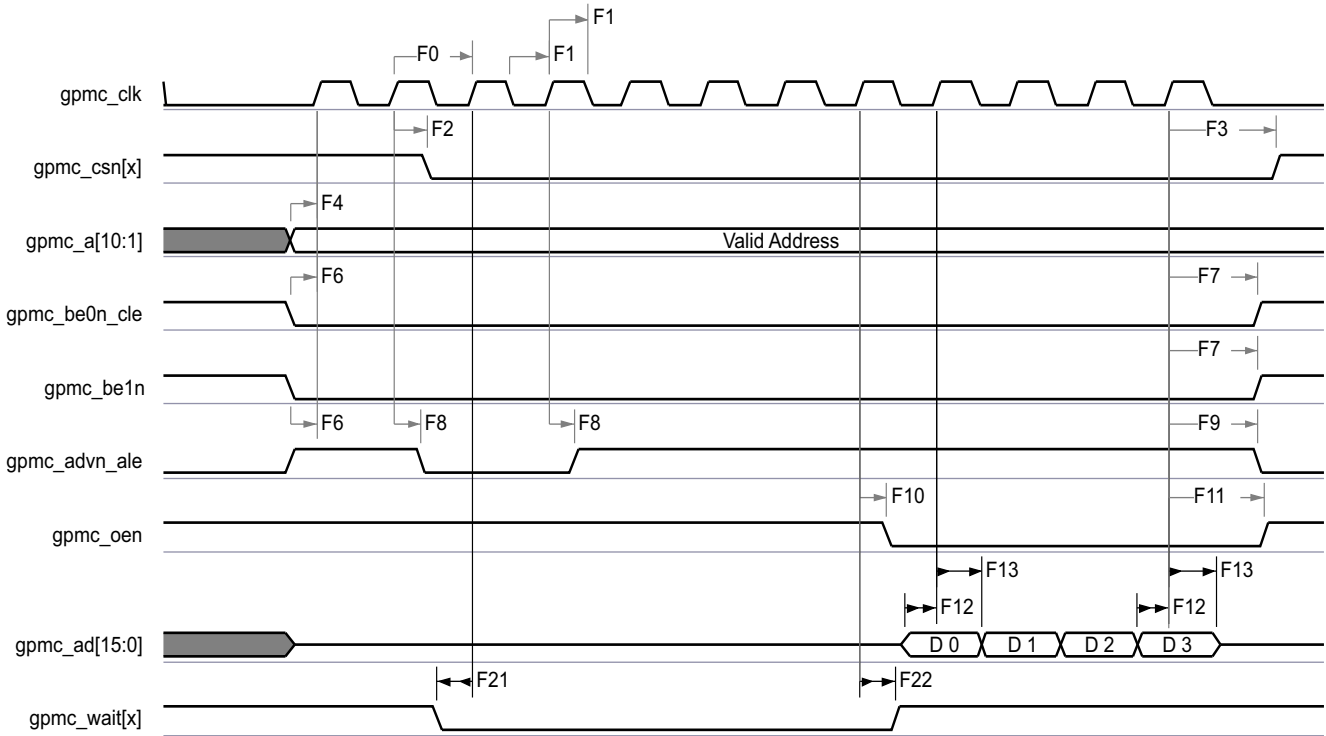 F1
F0
F1
gpmc_clk
F2
F3
gpmc_csn[x]
F4
gpmc_a[10:1]
Valid Address
F6
F7
gpmc_be0n_cle
F7
gpmc_be1n
F6
F8
F8
F9
gpmc_advn_ale
F10
F11
gpmc_oen
F13
F13
F12
F12
gpmc_ad[15:0]
D 0
D 1
D 2
D 3
F21
F22
gpmc_wait[x]